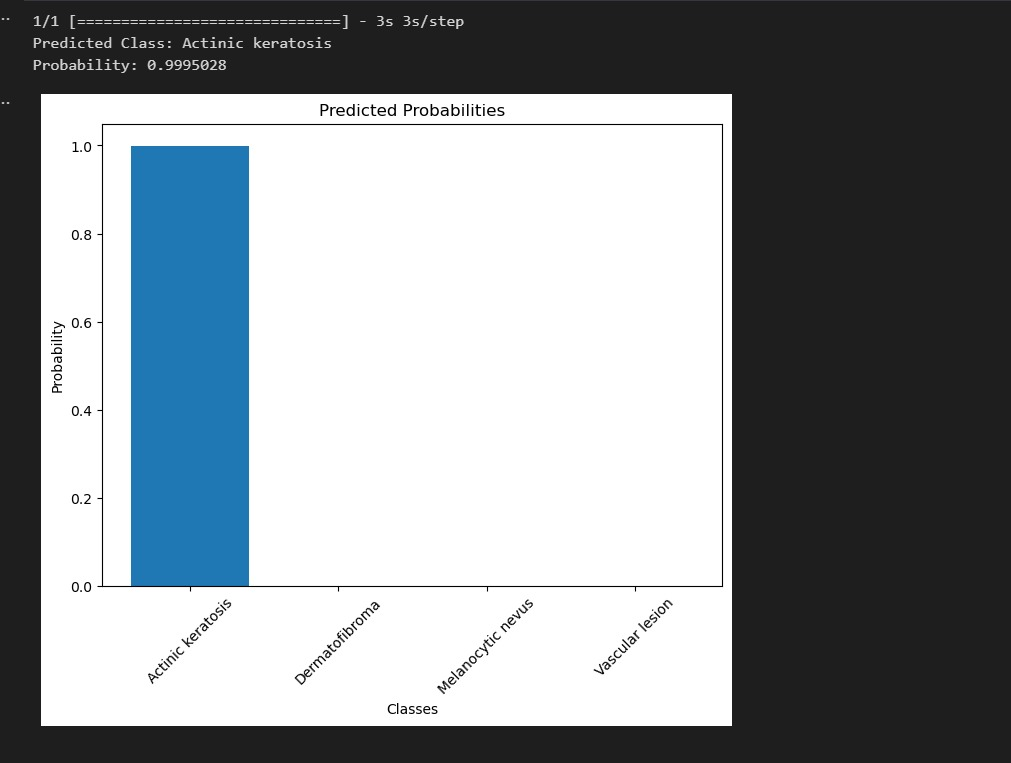 1/1 [==============================] - 3s 3s/step
Predicted Class: Actinic keratosis
Probability: 0.9995028
Predicted Probabilities
1.0
0.8
0.6
0.4
0.2
0.0
Probability
Actinic keratosis
Dermatofibroma
Melanocytic nevus
Vascular lesion
Classes